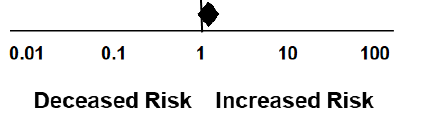 0.01 0.1 1 10 100
Deceased Risk Increased Risk